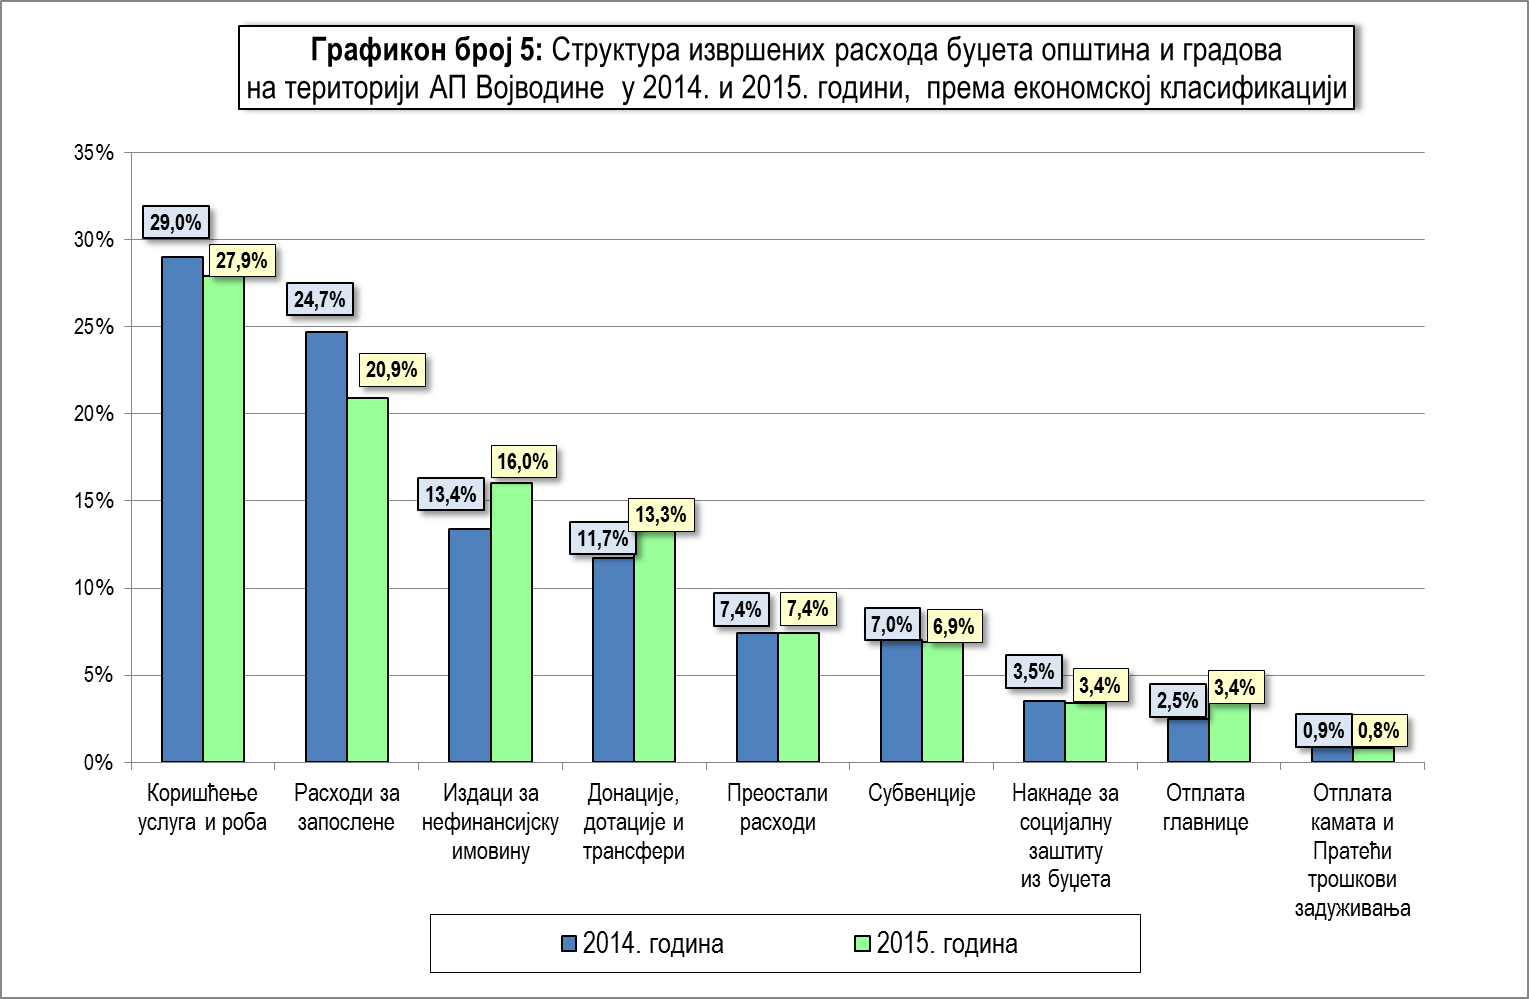 Графикон број 5: Структура извршених расхода буџета општина и градова
на територији АП Војводине у 2014. и 2015. години, према економској класификацији
35%
30%
25%
20%
15%
10%
5%
0%
29,0%
27,9%
24,7%
20,9%
13,4%
16,0%
11,7%
13,3%
7,4%
7,4%
7,0%
6,9%
3,5%
3,4%
2,5%
3,4%
0,9%
0,8%
Коришћење
услуга и роба
Расходи за
запослене
Издаци за
нефинансијску
имовину
Донације,
дотације и
трансфери
Преостали
расходи
Субвенције
Накнаде за
социјалну
заштиту
из буџета
Отплата
главнице
Отплата
камата и
Пратећи
трошкови
задуживања
2014. година
2015. година